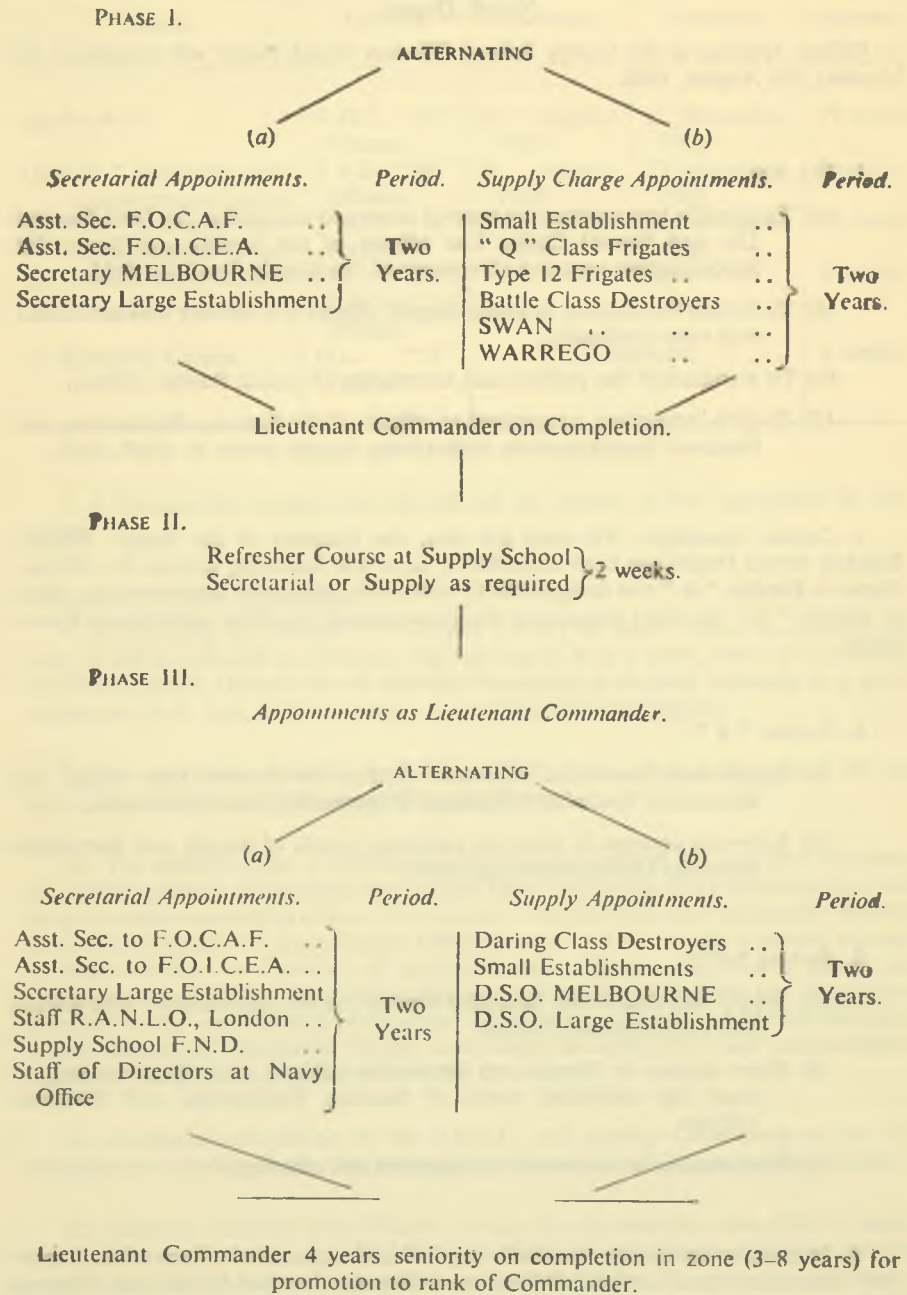 PHASE I.
ALTERNATING
(a)
(b)
Secretarial Appointments. Period.
Asst. Sec. F.O.C.A.F. ..
Asst. Sec. F.O.I.C.E.A. ..
Secretary MELBOURNE ..
Secretary Large Establishment
Two
Years.
Supply Charge Appointments. Period.
Small Establishment ..
" Q " Class Frigates ..
Type 12 Frigates .. ..
Battle Class Destroyers ..
SWAN .. .. ..
WARREGO .. ..
Two
Years.
Lieutenant Commander on Completion.
PHASE II.
Refresher Course at Supply School
Secretarial or Supply as required
2 weeks.
PHASE III.
Appointments as Lieutenant Commander.
ALTERNATING
(a)
(b)
Secretarial Appointments. Period.
Asst. Sec. to F.O.C.A.F. ..
Asst. Sec. to F.O.I.C.E.A. ..
Secretary Large Establishment
Staff R.A.N.L.O., London ..
Supply School F.N.D. ..
Staff of Directors at Navy
Office
Two
Years
Supply Appointments. Period.
Daring Class Destroyers ..
Small Establishments ..
D.S.O. MELBOURNE ..
D.S.O. Large Establishment
Two
Years.
Lieutenant Commander 4 years seniority on completion in zone (3–8 years) for
promotion to rank of Commander.